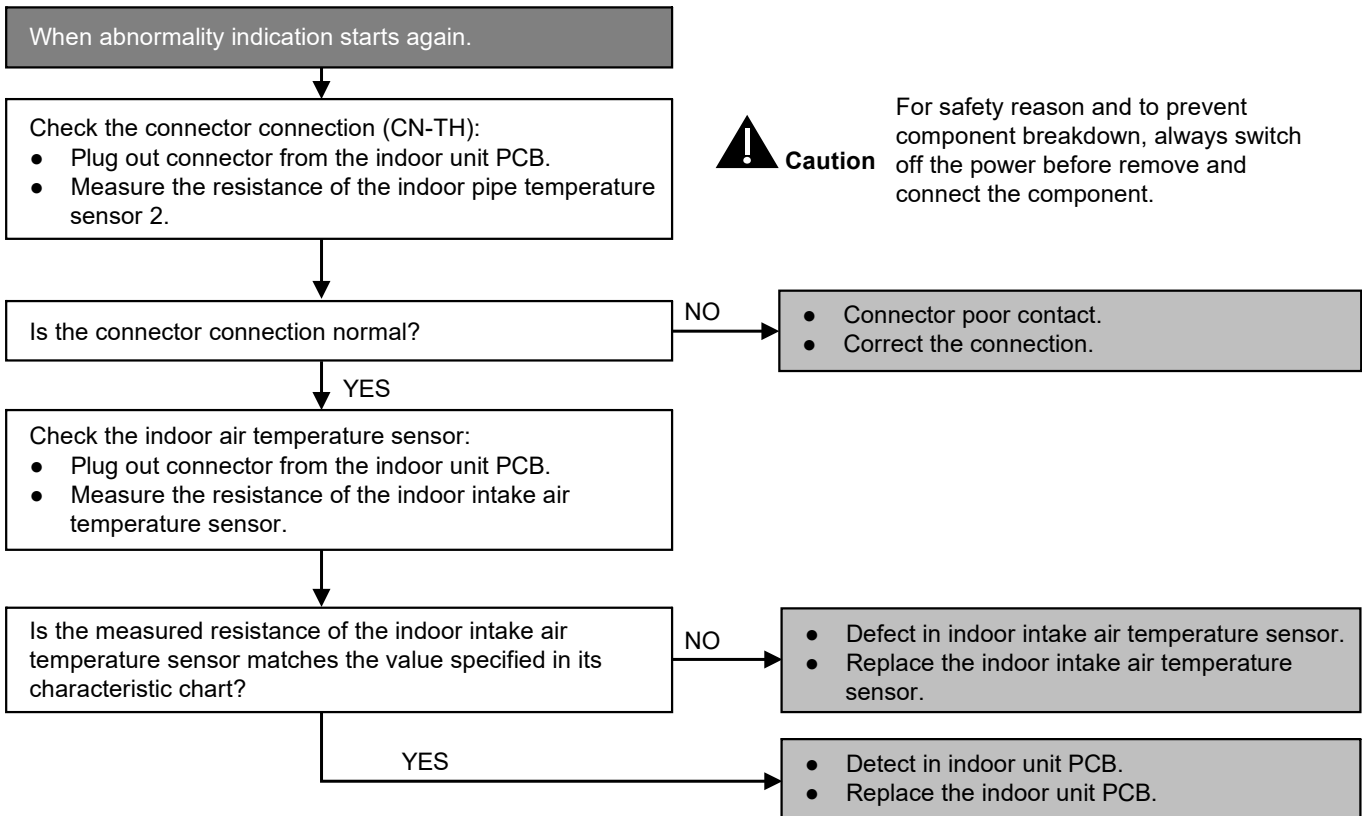 When abnormality indication starts again.
Check the connector connection (CN-TH):
● Plug out connector from the indoor unit PCB.
● Measure the resistance of the indoor pipe temperature
sensor 2.
Caution
For safety reason and to prevent
component breakdown, always switch
off the power before remove and
connect the component.
Is the connector connection normal?
NO
● Connector poor contact.
● Correct the connection.
YES
Check the indoor air temperature sensor:
● Plug out connector from the indoor unit PCB.
● Measure the resistance of the indoor intake air
temperature sensor.
Is the measured resistance of the indoor intake air
temperature sensor matches the value specified in its
characteristic chart?
NO
● Defect in indoor intake air temperature sensor.
● Replace the indoor intake air temperature
sensor.
YES
● Detect in indoor unit PCB.
● Replace the indoor unit PCB.